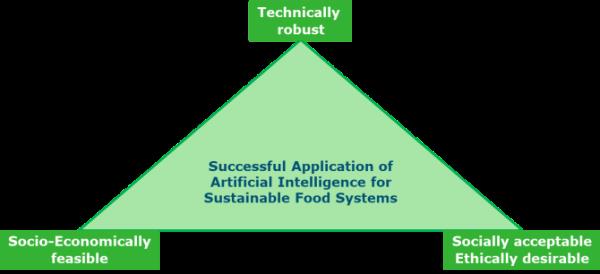 Technically
robust
Successful Application of
Artificial Intelligence for
Sustainable Food Systems
Socio-Economically
feasible
Socially acceptable
Ethically desirable